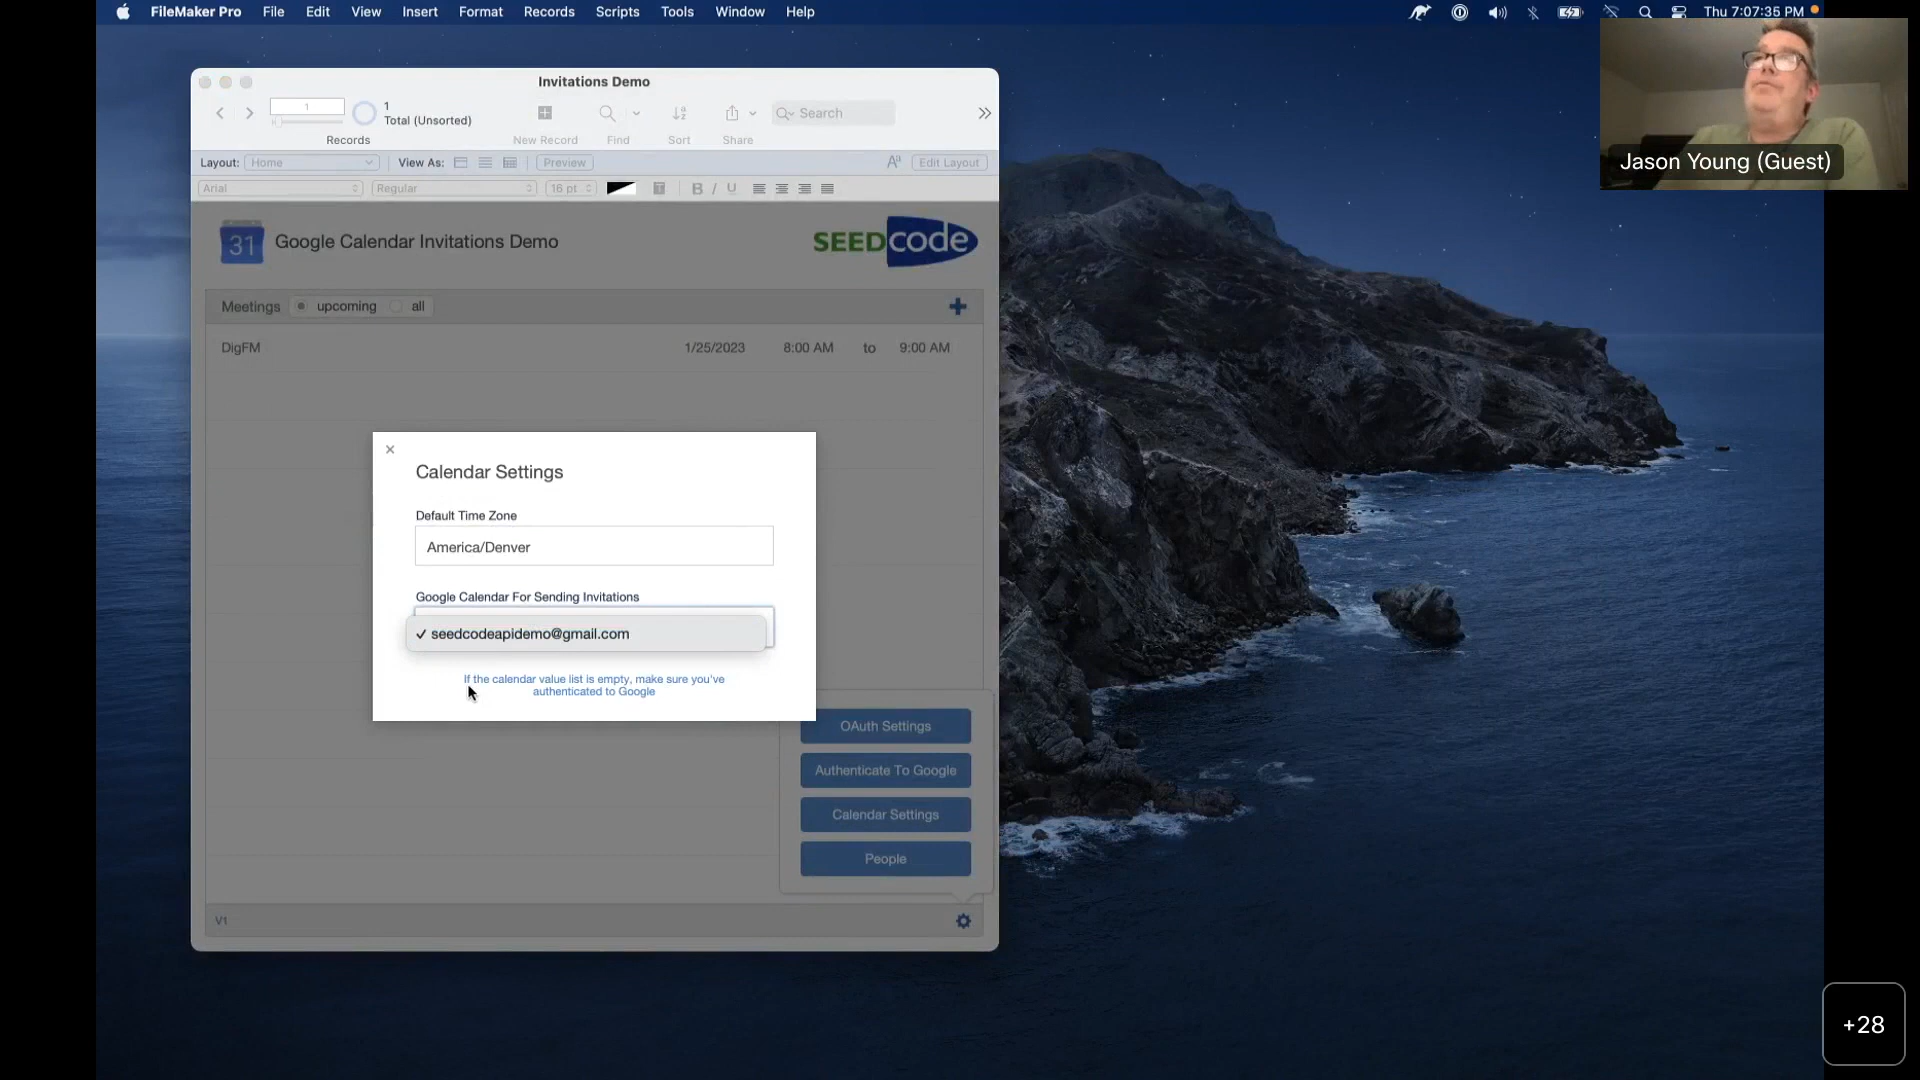 FileMaker Pro File Edit View Insert Format Records Scripts Tools Window Help
Thu 7:07:35 PM
Invitations Demo
1
1
Total (Unsorted)
Search
Records
New Record
Find
Sort
Share
Layout:
Home
View As:
Preview
Edit Layout
Arial
Regular
16 pt
B I U
31
Google Calendar Invitations Demo
SEEDcode
Meetings
upcoming
all
DigFM
1/25/2023
8:00 AM
to
9:00 AM
Calendar Settings
Default Time Zone
America/Denver
Google Calendar For Sending Invitations
✓ seedcodeapidemo@gmail.com
If the calendar value list is empty, make sure you've
authenticated to Google
OAuth Settings
Authenticate To Google
Calendar Settings
People
V1
Jason Young (Guest)
+28